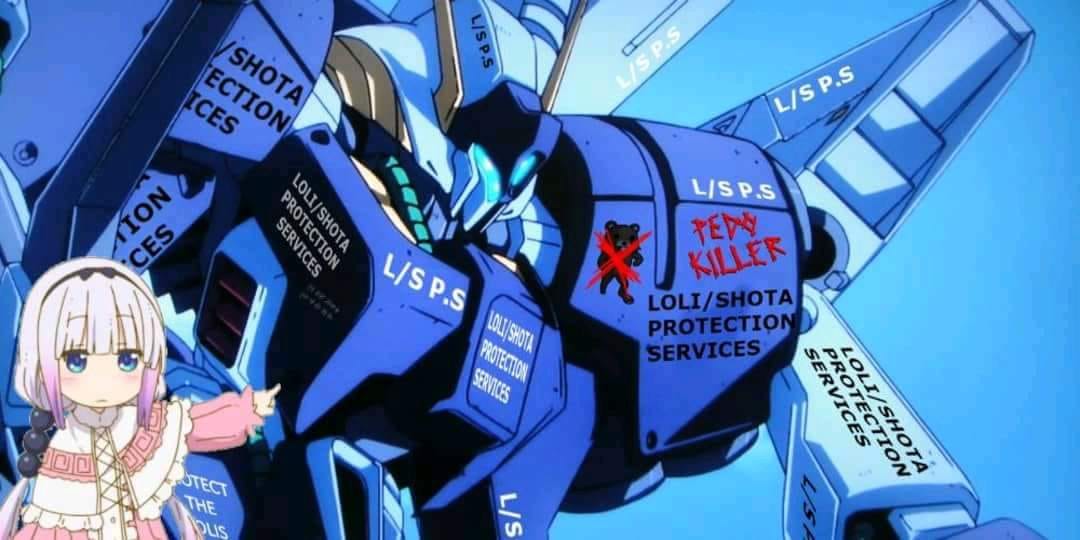 L/S P.S
L/S P.S
L/S P.S
/SHOTA
ECTION
ICES
TION
CES
LOLI/SHOTA
PROTECTION
SERVICES
L/S P.S
L/S P.S
PEDO
KILLER
LOLI/SHOTA
PROTECTION
SERVICES
LOLI/SHOTA
PROTECTION
SERVICES
LOLI/SHOTA
PROTECTION
SERVICES
OTECT
THE
OLIS
L/S
L/S P